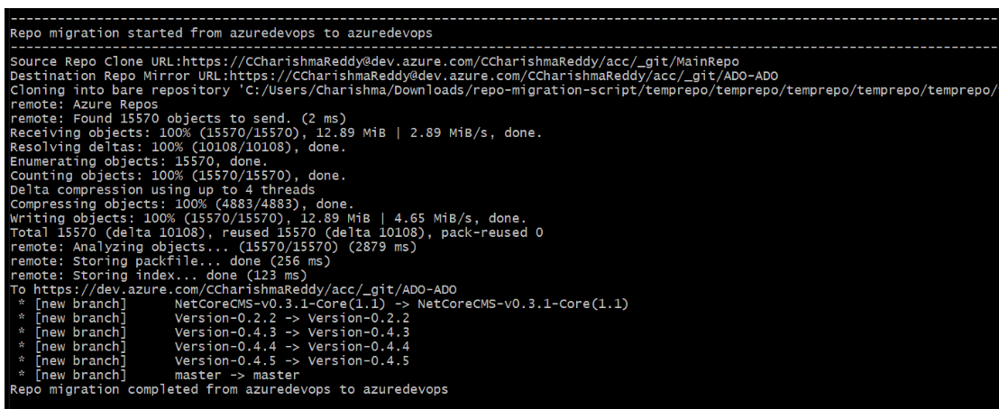 --------------------------------------------------------------------------------
Repo migration started from azuredevops to azuredevops
--------------------------------------------------------------------------------
Source Repo Clone URL:https://CCharishmaReddy@dev.azure.com/CCharishmaReddy/acc/_git/MainRepo
Destination Repo Mirror URL:https://CCharishmaReddy@dev.azure.com/CCharishmaReddy/acc/_git/ADO-ADO
Cloning into bare repository 'C:/Users/Charishma/Downloads/repo-migration-script/temprepo/temprepo/temprepo/temprepo/temprepo/
remote: Azure Repos
remote: Found 15570 objects to send. (2 ms)
Receiving objects: 100% (15570/15570), 12.89 MiB | 2.89 MiB/s, done.
Resolving deltas: 100% (10108/10108), done.
Enumerating objects: 15570, done.
Counting objects: 100% (15570/15570), done.
Delta compression using up to 4 threads
Compressing objects: 100% (4883/4883), done.
Writing objects: 100% (15570/15570), 12.89 MiB | 4.65 MiB/s, done.
Total 15570 (delta 10108), reused 15570 (delta 10108), pack-reused 0
remote: Analyzing objects... (15570/15570) (2879 ms)
remote: Storing packfile... done (256 ms)
remote: Storing index... done (123 ms)
To https://dev.azure.com/CCharishmaReddy/acc/_git/ADO-ADO
 * [new branch]      NetCoreCMS-v0.3.1-Core(1.1) -> NetCoreCMS-v0.3.1-Core(1.1)
 * [new branch]      Version-0.2.2 -> Version-0.2.2
 * [new branch]      Version-0.4.3 -> Version-0.4.3
 * [new branch]      Version-0.4.4 -> Version-0.4.4
 * [new branch]      Version-0.4.5 -> Version-0.4.5
 * [new branch]      master -> master
Repo migration completed from azuredevops to azuredevops